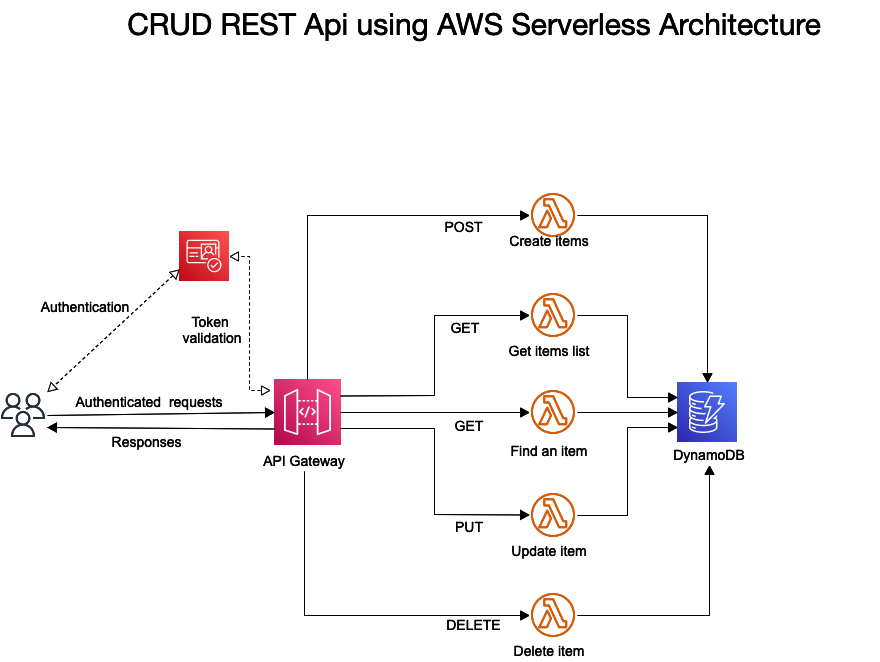 CRUD REST Api using AWS Serverless Architecture
POST
Create items
Authentication
Token
validation
GET
Get items list
Authenticated requests
Responses
API Gateway
GET
Find an item
DynamoDB
PUT
Update item
DELETE
Delete item